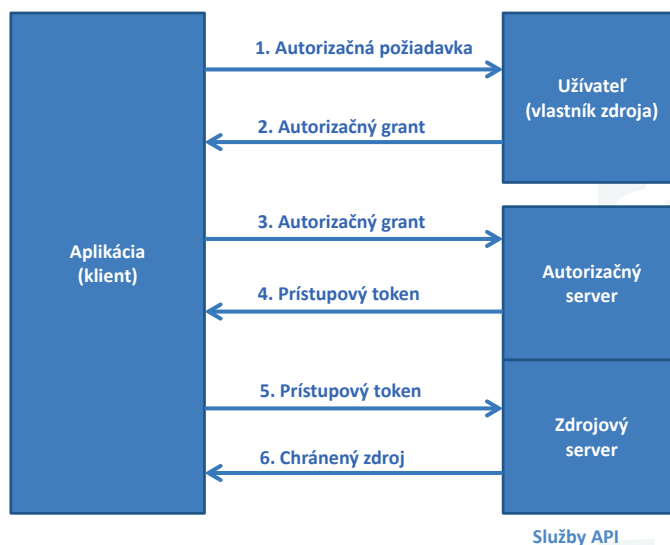 1. Autorizačná požiadavka
Užívateľ
(vlastník zdroja)
2. Autorizačný grant
3. Autorizačný grant
Aplikácia
(klient)
Autorizačný
server
4. Prístupový token
5. Prístupový token
Zdrojový
server
6. Chránený zdroj
Služby API